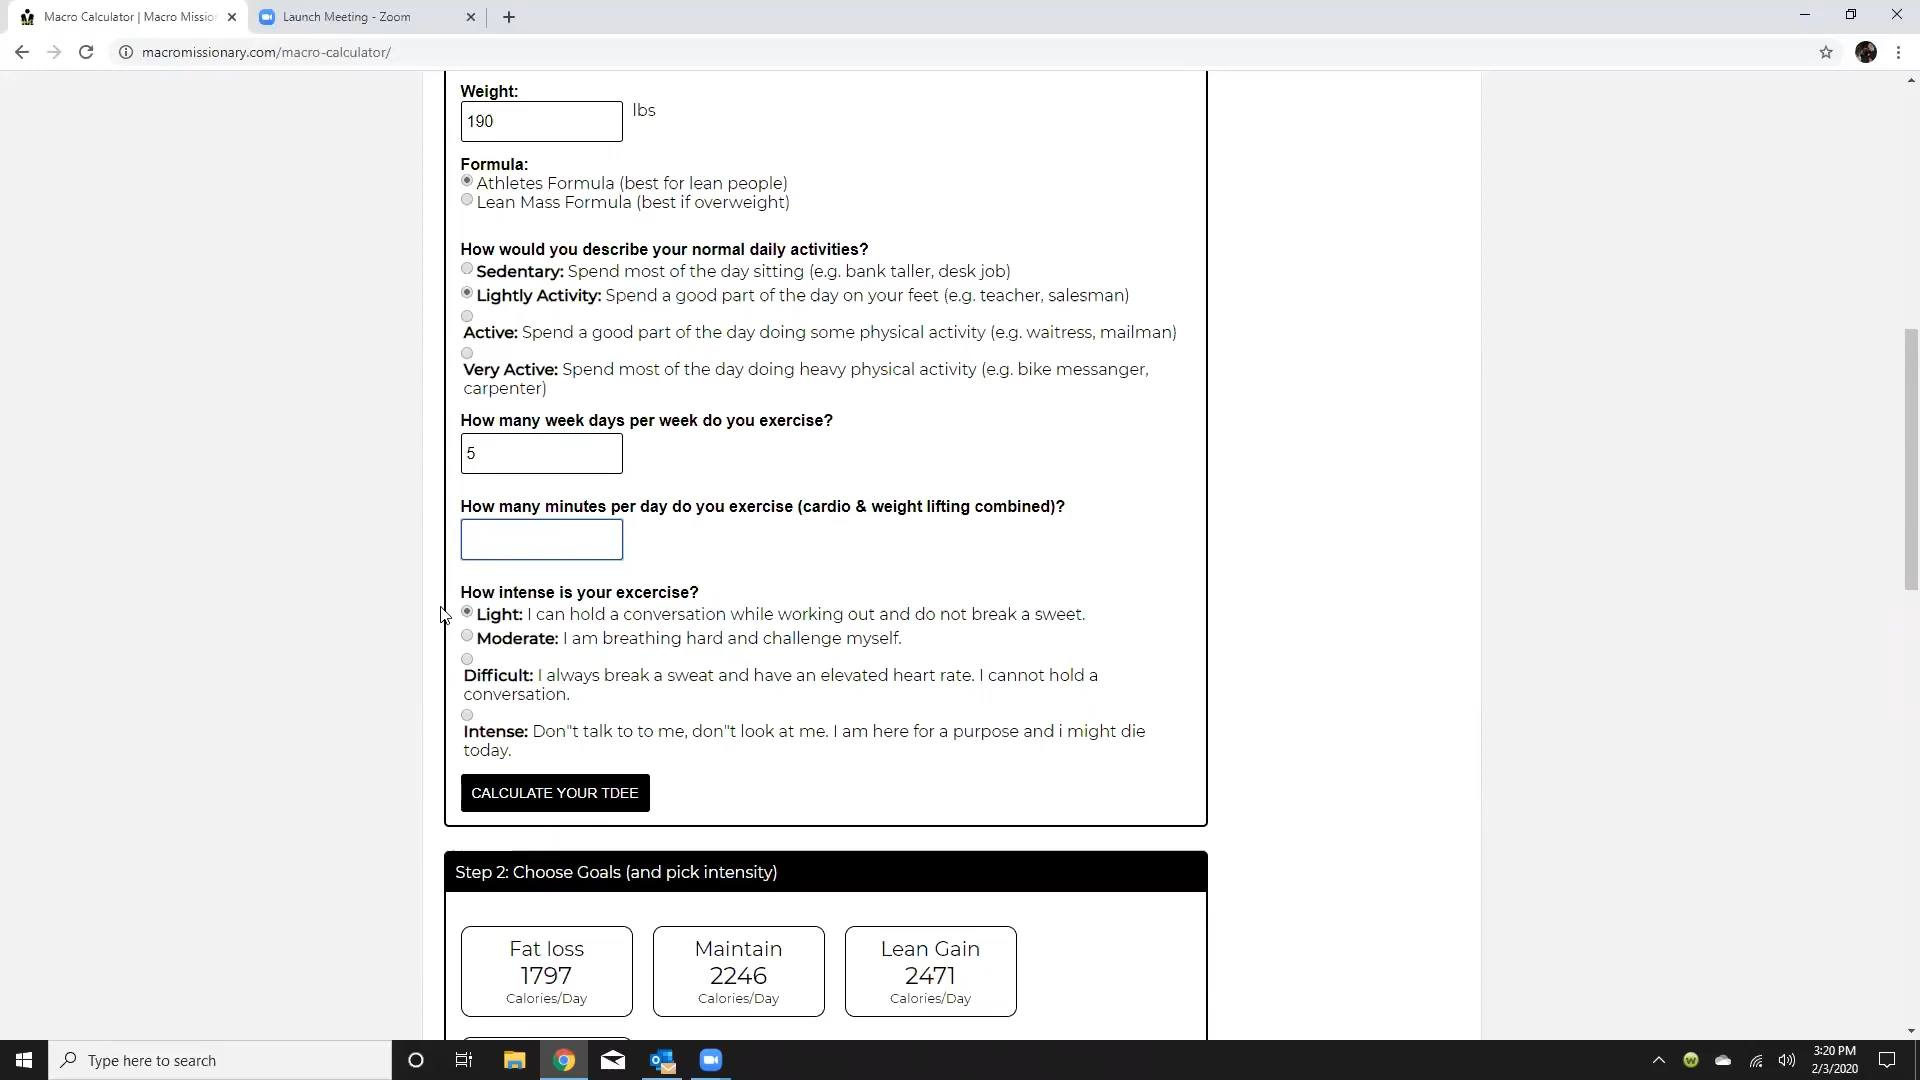 Macro Calculator | Macro Missio
Launch Meeting - Zoom
macromissionary.com/macro-calculator/
Weight:
190
lbs
Formula:
Athletes Formula (best for lean people)
Lean Mass Formula (best if overweight)
How would you describe your normal daily activities?
Sedentary: Spend most of the day sitting (e.g. bank taller, desk job)
Lightly Activity: Spend a good part of the day on your feet (e.g. teacher, salesman)
Active: Spend a good part of the day doing some physical activity (e.g. waitress, mailman)
Very Active: Spend most of the day doing heavy physical activity (e.g. bike messanger,
carpenter)
How many week days per week do you exercise?
5
How many minutes per day do you exercise (cardio & weight lifting combined)?
How intense is your excercise?
Light: I can hold a conversation while working out and do not break a sweet.
Moderate: I am breathing hard and challenge myself.
Difficult: I always break a sweat and have an elevated heart rate. I cannot hold a
conversation.
Intense: Don"t talk to to me, don"t look at me. I am here for a purpose and i might die
today.
CALCULATE YOUR TDEE
Step 2: Choose Goals (and pick intensity)
Fat loss
1797
Calories/Day
Maintain
2246
Calories/Day
Lean Gain
2471
Calories/Day
Type here to search
3:20 PM
2/3/2020